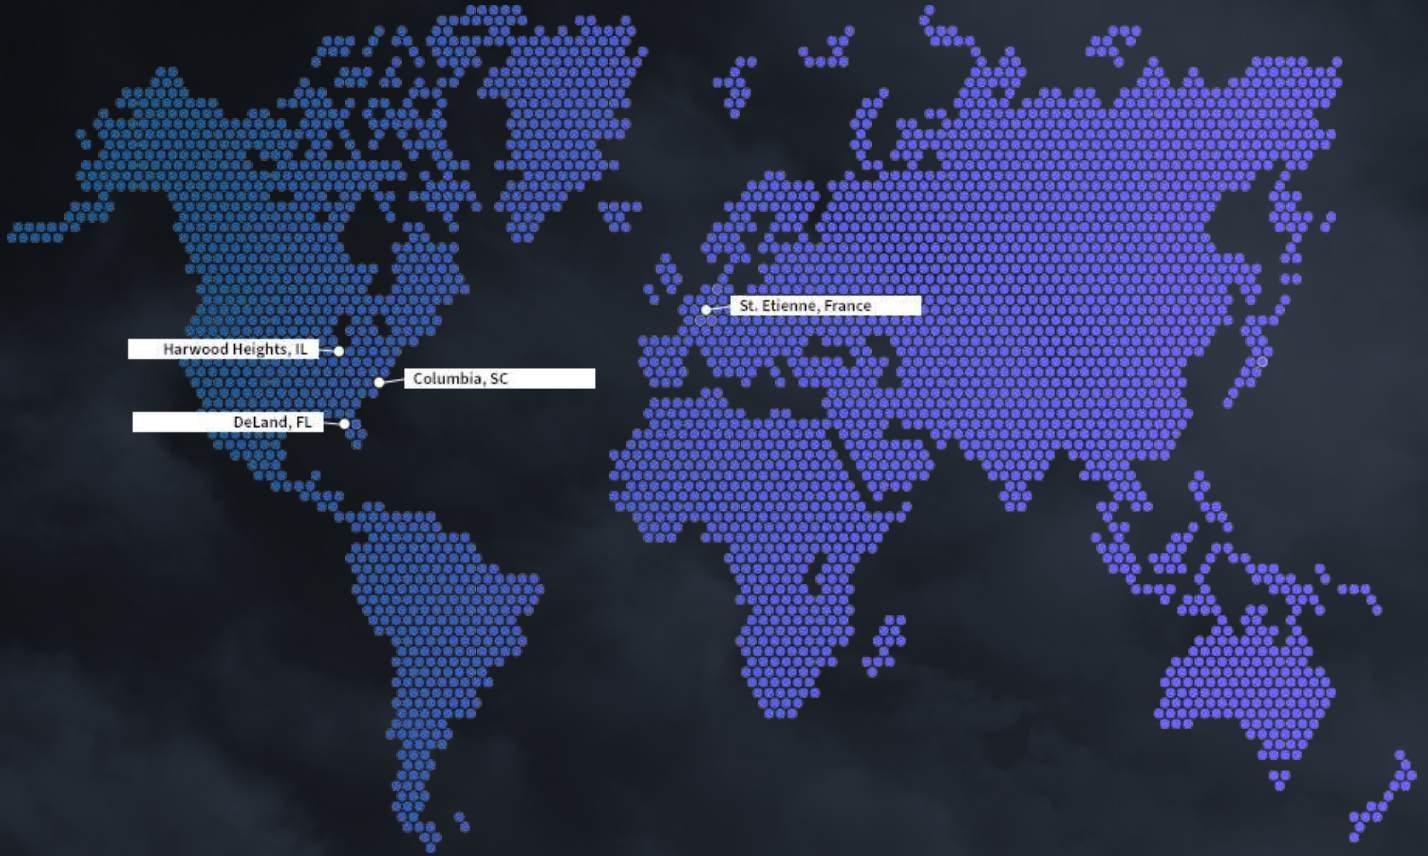 St. Etienne, France
Harwood Heights, IL
Columbia, SC
DeLand, FL